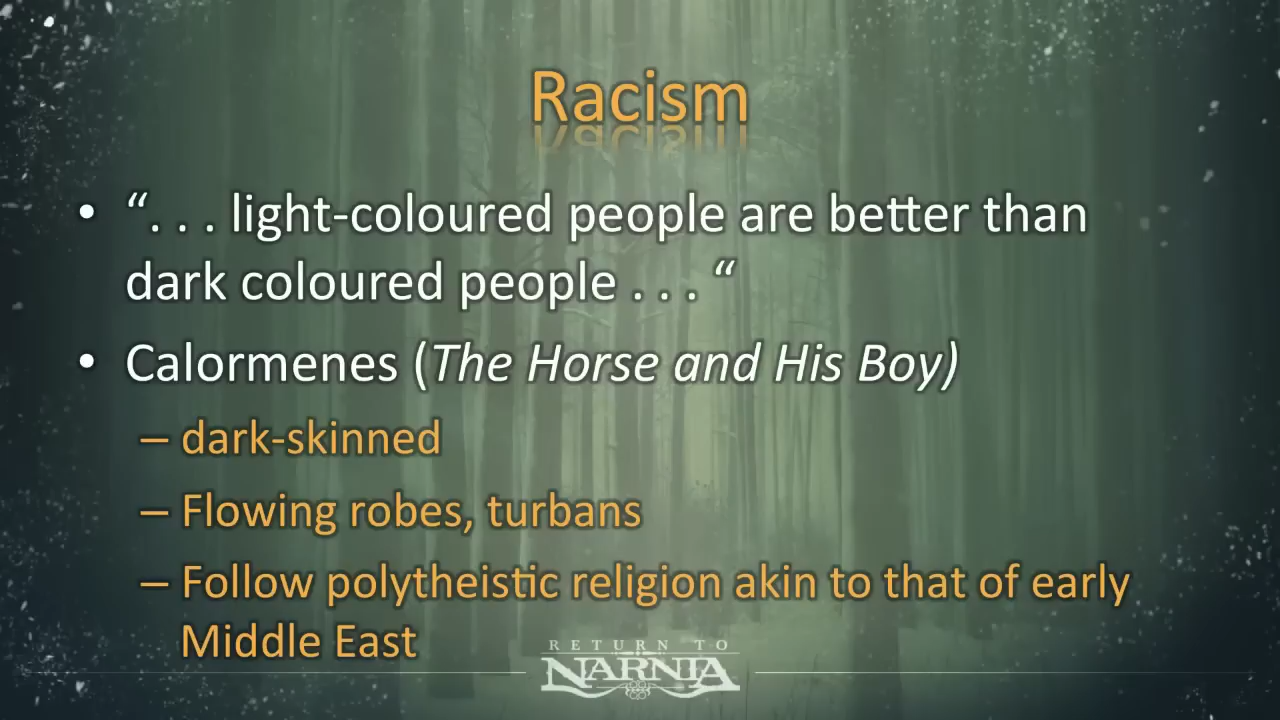 Racism
• “. . . light-coloured people are better than
dark coloured people . . . “
• Calormenes (The Horse and His Boy)
– dark-skinned
– Flowing robes, turbans
– Follow polytheistic religion akin to that of early
Middle East
RETURN TO
NARNIA